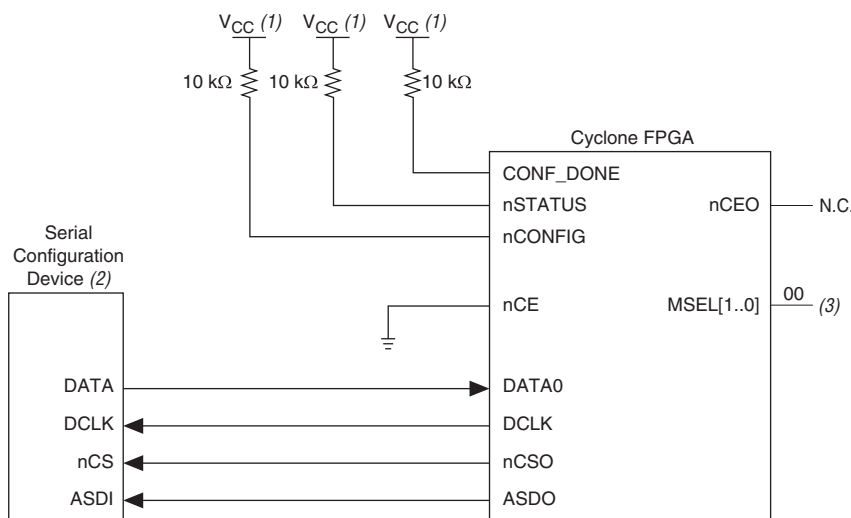 VCC (1) VCC (1) VCC (1)
10 kΩ 10 kΩ 10 kΩ
Cyclone FPGA
CONF_DONE
nSTATUS nCEO N.C.
nCONFIG
Serial
Configuration
Device (2)
nCE MSEL[1..0] 00 (3)
DATA DATA0
DCLK DCLK
nCS nCSO
ASDI ASDO